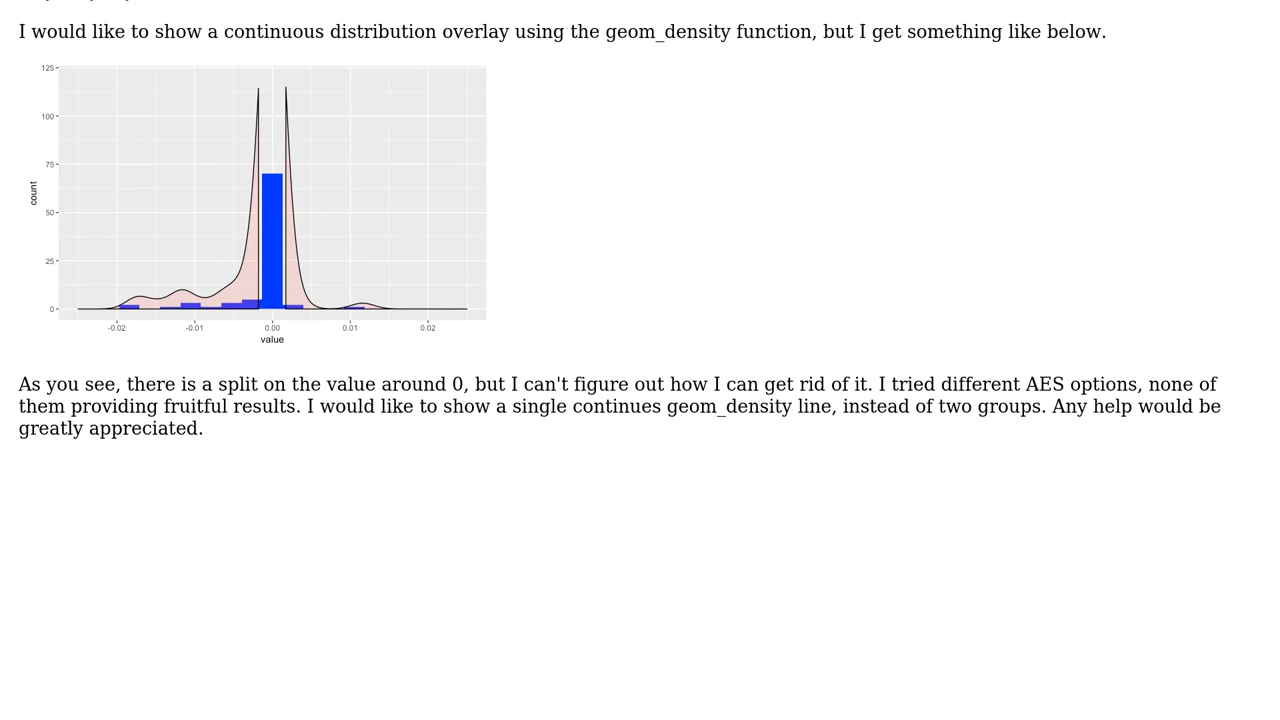 I would like to show a continuous distribution overlay using the geom_density function, but I get something like below.
125
100
75
50
25
0
count
-0.02
-0.01
0.00
0.01
0.02
value
As you see, there is a split on the value around 0, but I can't figure out how I can get rid of it. I tried different AES options, none of
them providing fruitful results. I would like to show a single continues geom_density line, instead of two groups. Any help would be
greatly appreciated.